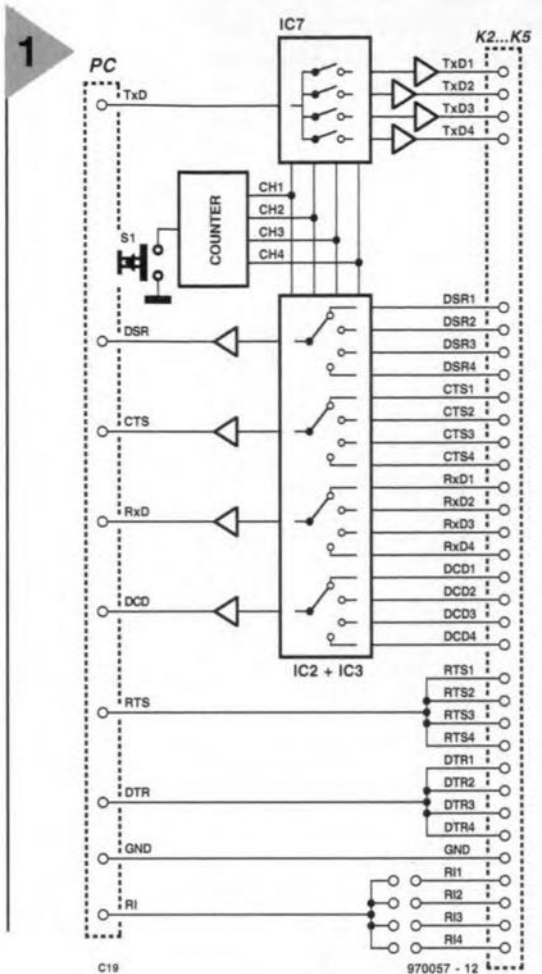 1
IC7
K2...K5
PC
TxD
TxD1
TxD2
TxD3
TxD4
S1
COUNTER
CH1
CH2
CH3
CH4
DSR
DSR1
DSR2
DSR3
DSR4
CTS
CTS1
CTS2
CTS3
CTS4
RxD
RxD1
RxD2
RxD3
RxD4
DCD
DCD1
DCD2
DCD3
DCD4
IC2 + IC3
RTS
RTS1
RTS2
RTS3
RTS4
DTR
DTR1
DTR2
DTR3
DTR4
GND
GND
RI
RI1
RI2
RI3
RI4
C19
970057 - 12